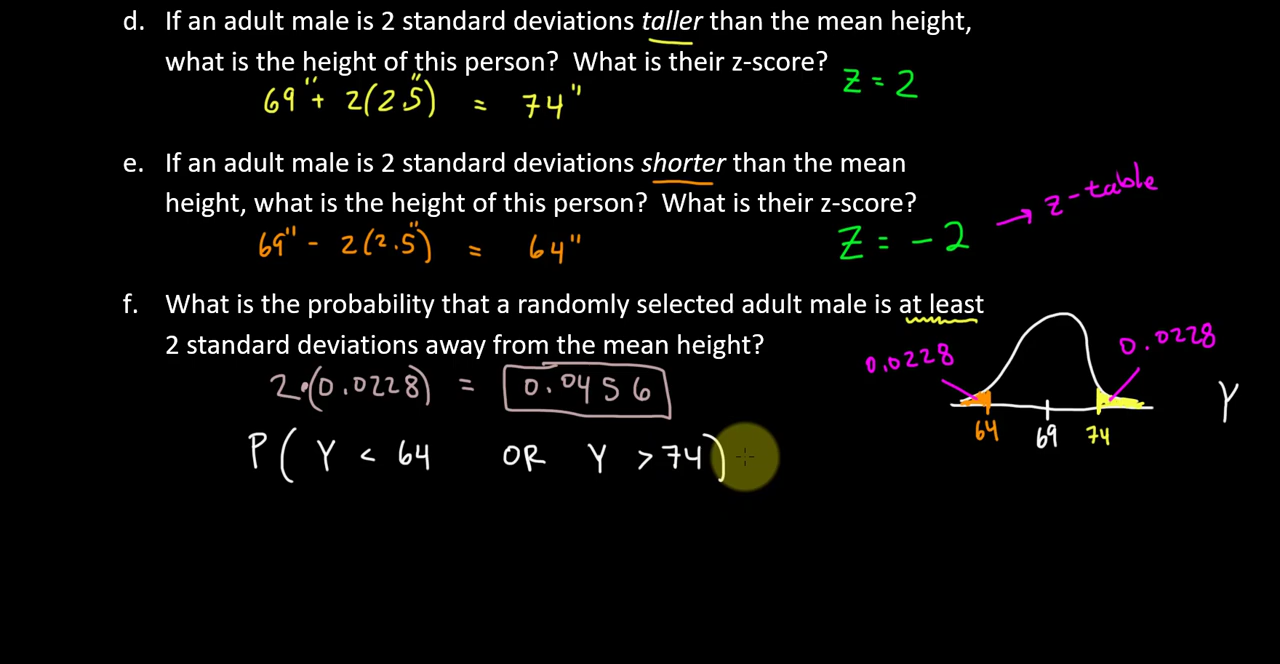 d. If an adult male is 2 standard deviations taller than the mean height,
what is the height of this person? What is their z-score?
69" + 2(2.5") = 74"
z = 2
e. If an adult male is 2 standard deviations shorter than the mean
height, what is the height of this person? What is their z-score?
69" - 2(2.5") = 64"
Z = -2 → z-table
f. What is the probability that a randomly selected adult male is at least
2 standard deviations away from the mean height?
2•(0.0228) = 0.0456
P( Y < 64 OR Y > 74)
0.0228
0.0228
64 69 74
Y